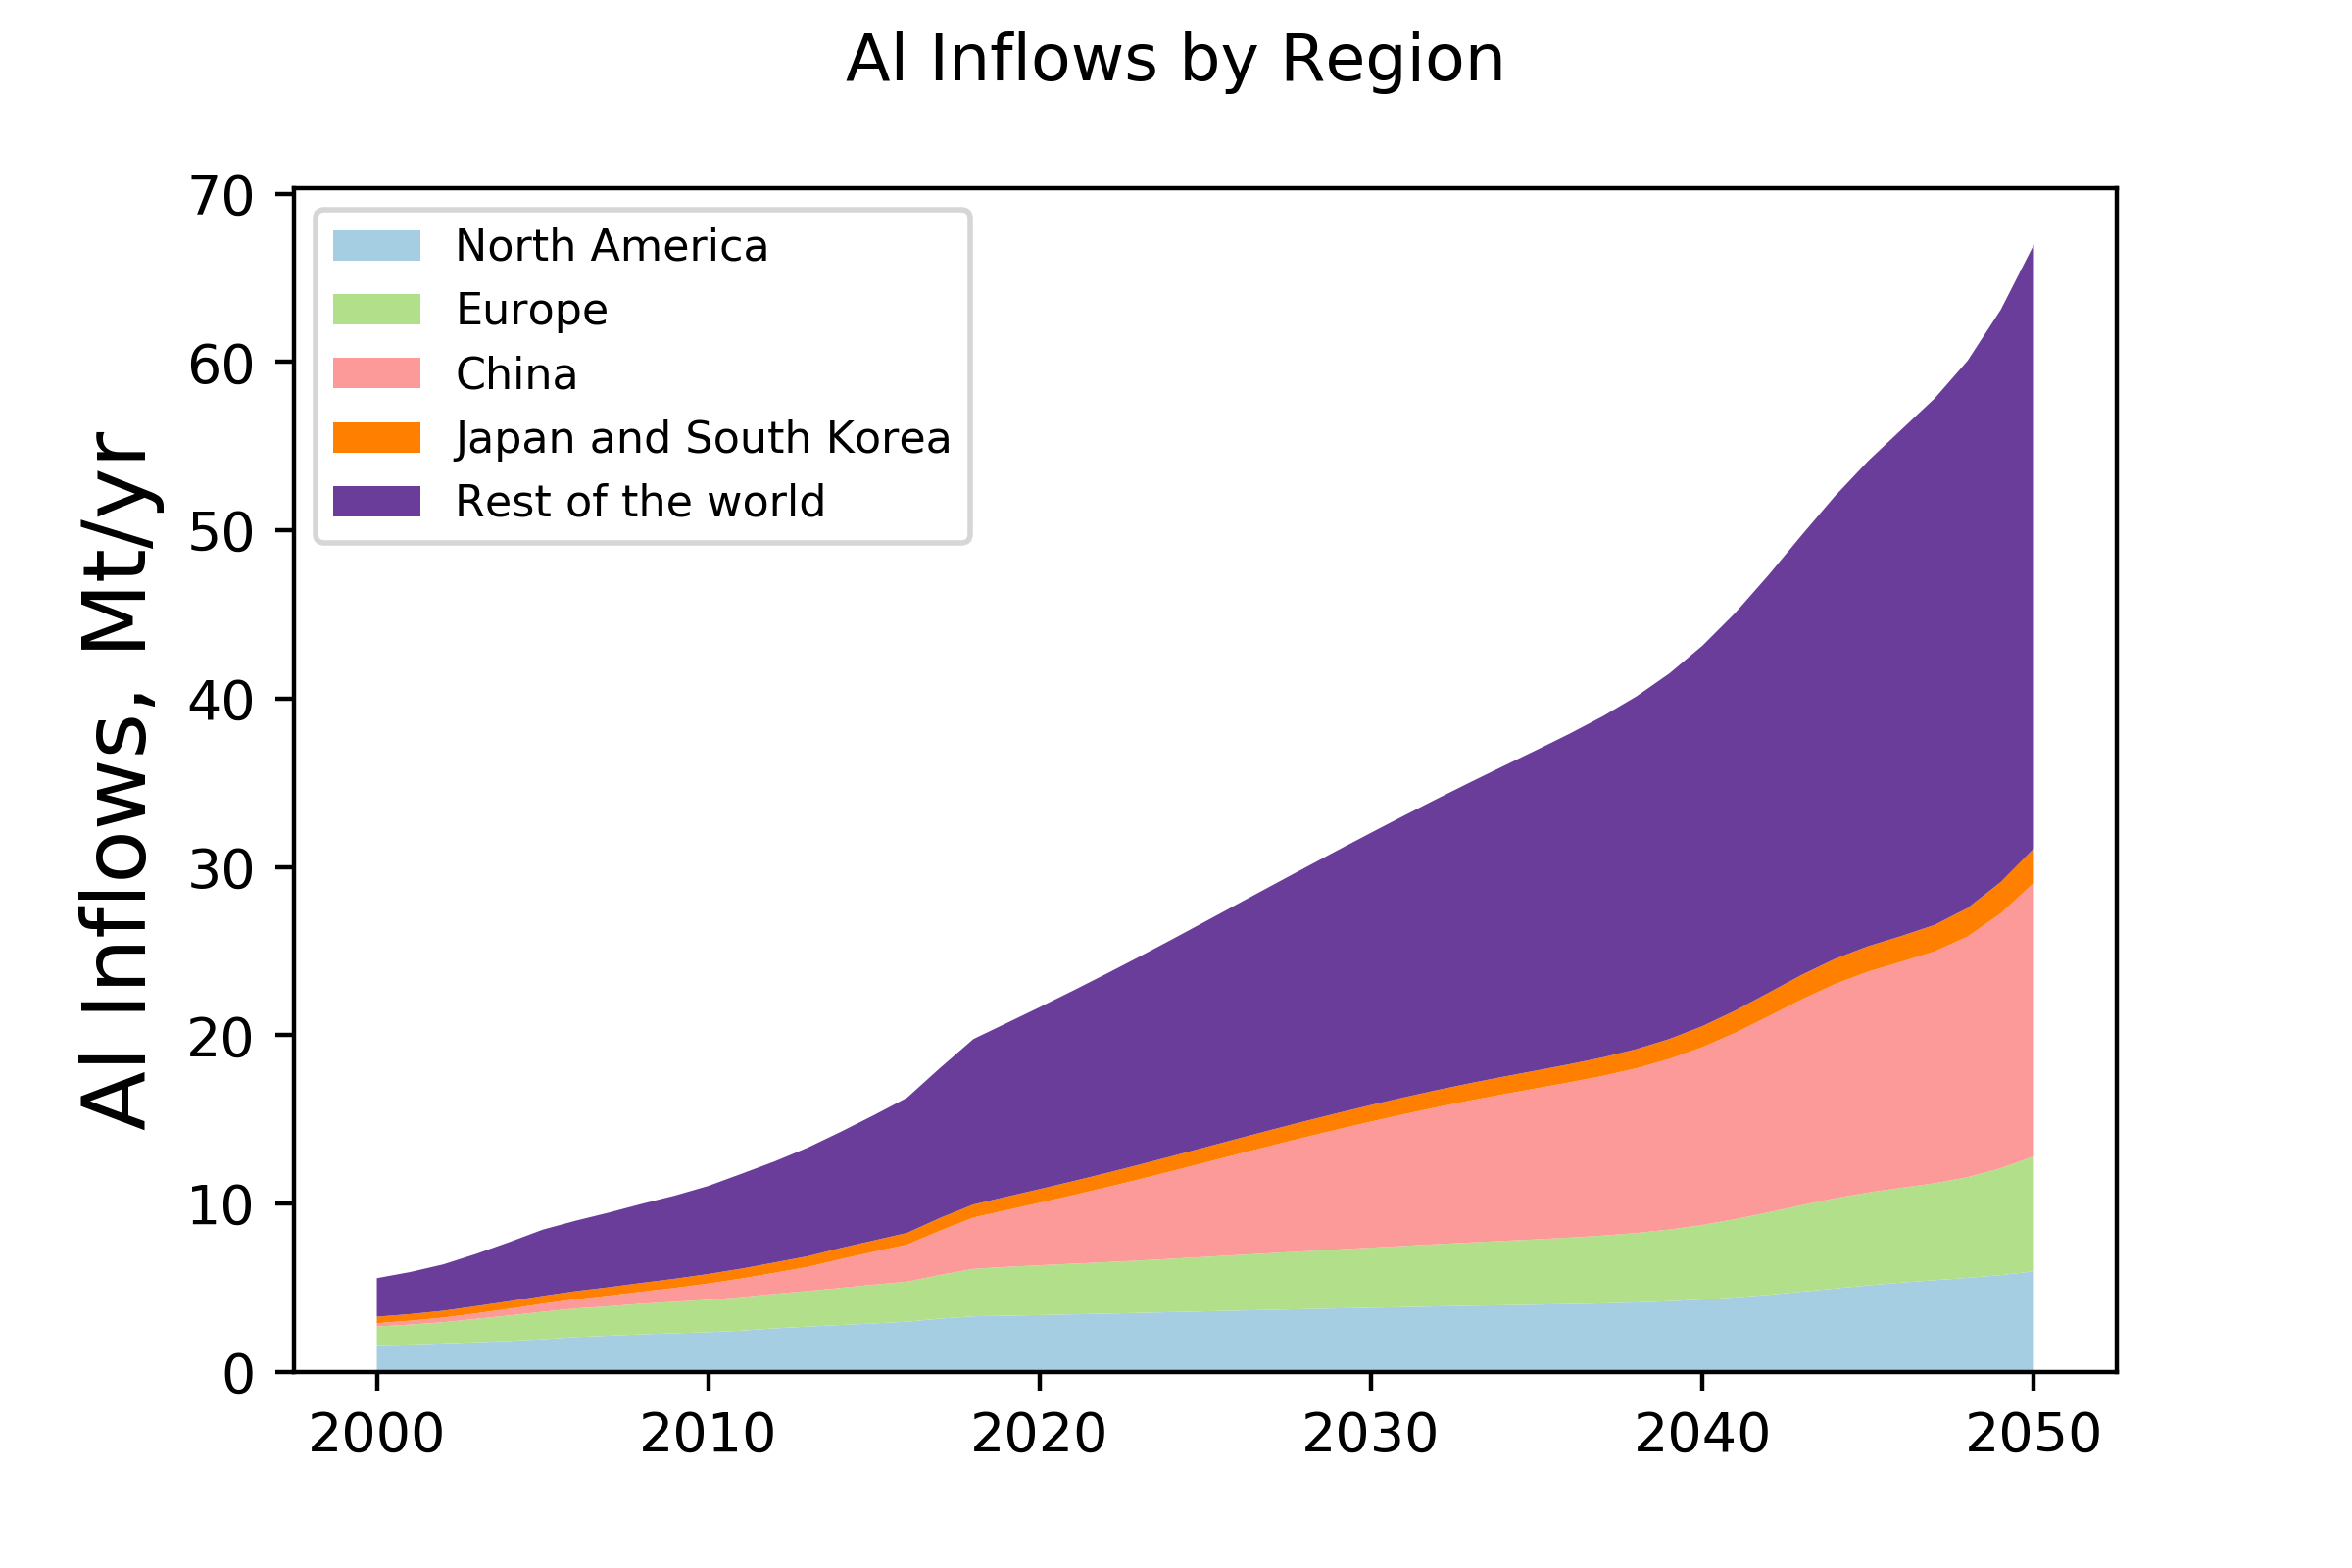 Al Inflows by Region
Al Inflows, Mt/yr
70
60
50
40
30
20
10
0
North America
Europe
China
Japan and South Korea
Rest of the world
2000 2010 2020 2030 2040 2050